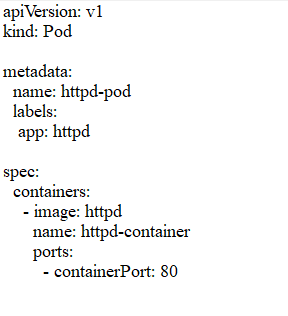 apiVersion: v1
kind: Pod
metadata:
  name: httpd-pod
  labels:
   app: httpd
spec:
  containers:
    - image: httpd
      name: httpd-container
      ports:
        - containerPort: 80